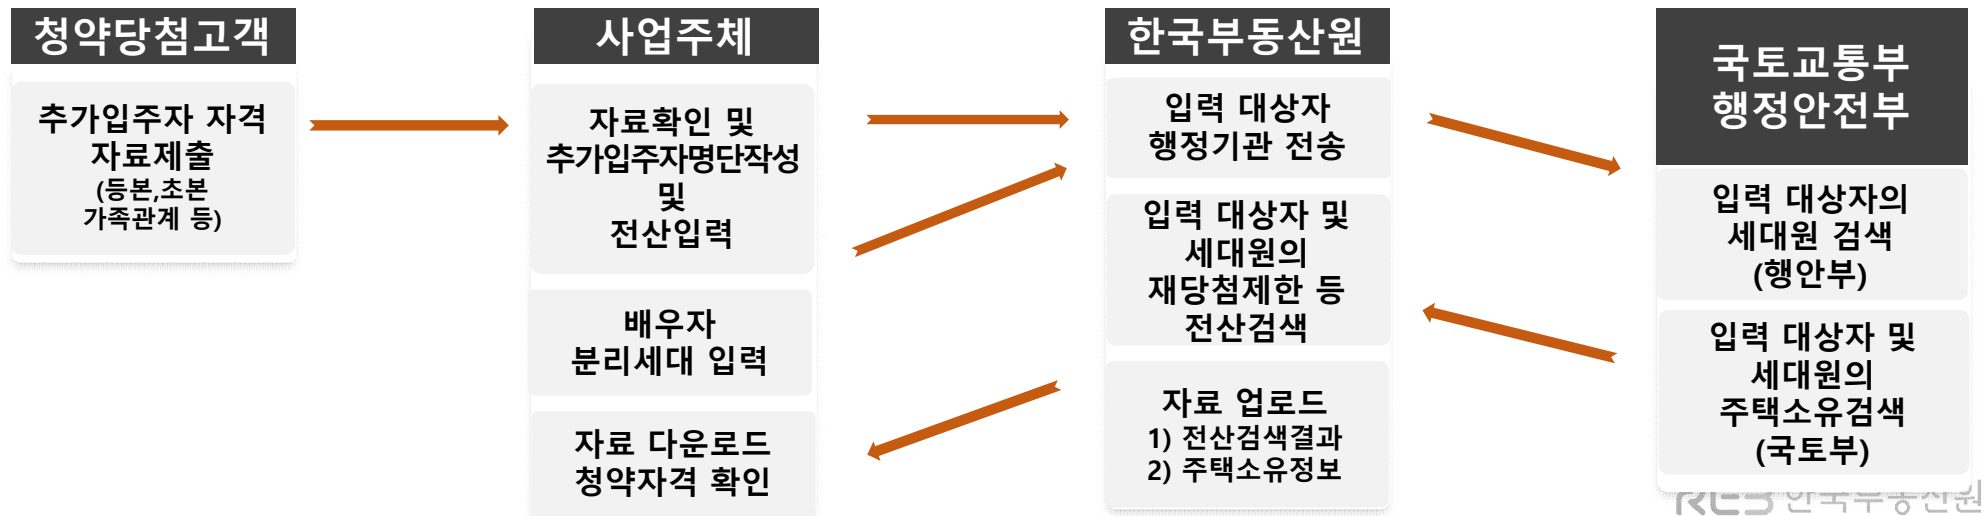 청약당첨고객
추가입주자 자격
자료제출
(등본,초본
가족관계 등)
사업주체
자료확인 및
추가입주자명단작성
및
전산입력
배우자
분리세대 입력
자료 다운로드
청약자격 확인
한국부동산원
입력 대상자
행정기관 전송
입력 대상자 및
세대원의
재당첨제한 등
전산검색
자료 업로드
1) 전산검색결과
2) 주택소유정보
국토교통부
행정안전부
입력 대상자의
세대원 검색
(행안부)
입력 대상자 및
세대원의
주택소유검색
(국토부)
REB 한국부동산원